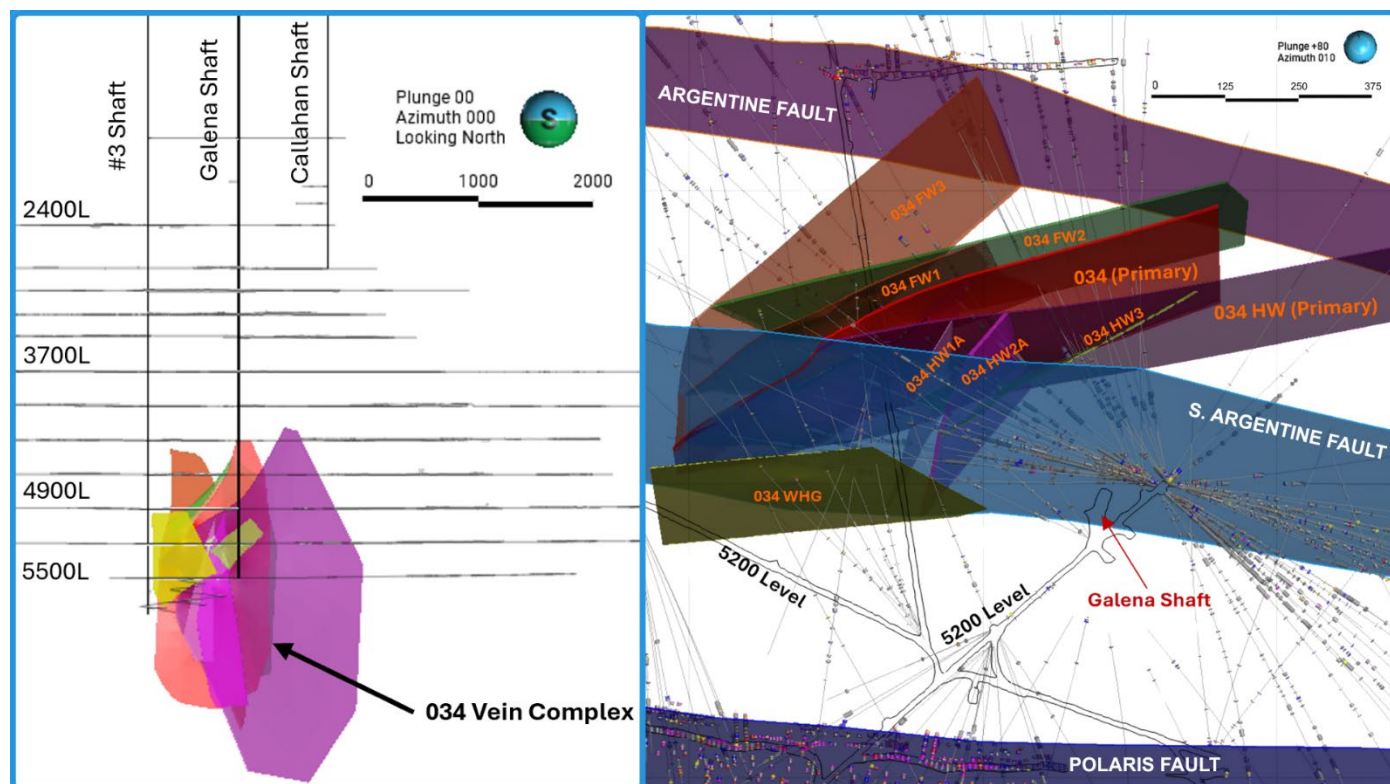 #3 Shaft
Galena Shaft
Callahan Shaft
Plunge 00
Azimuth 000
Looking North
S
0 1000 2000
2400L
3700L
4900L
5500L
034 Vein Complex
Plunge +80
Azimuth 010
0 125 250 375
ARGENTINE FAULT
034 FW3
034 FW2
034 FW1
034 (Primary)
034 HW (Primary)
034 HW3
034 HW1A
034 HW2A
S. ARGENTINE FAULT
034 WHG
5200 Level
5200 Level
Galena Shaft
POLARIS FAULT